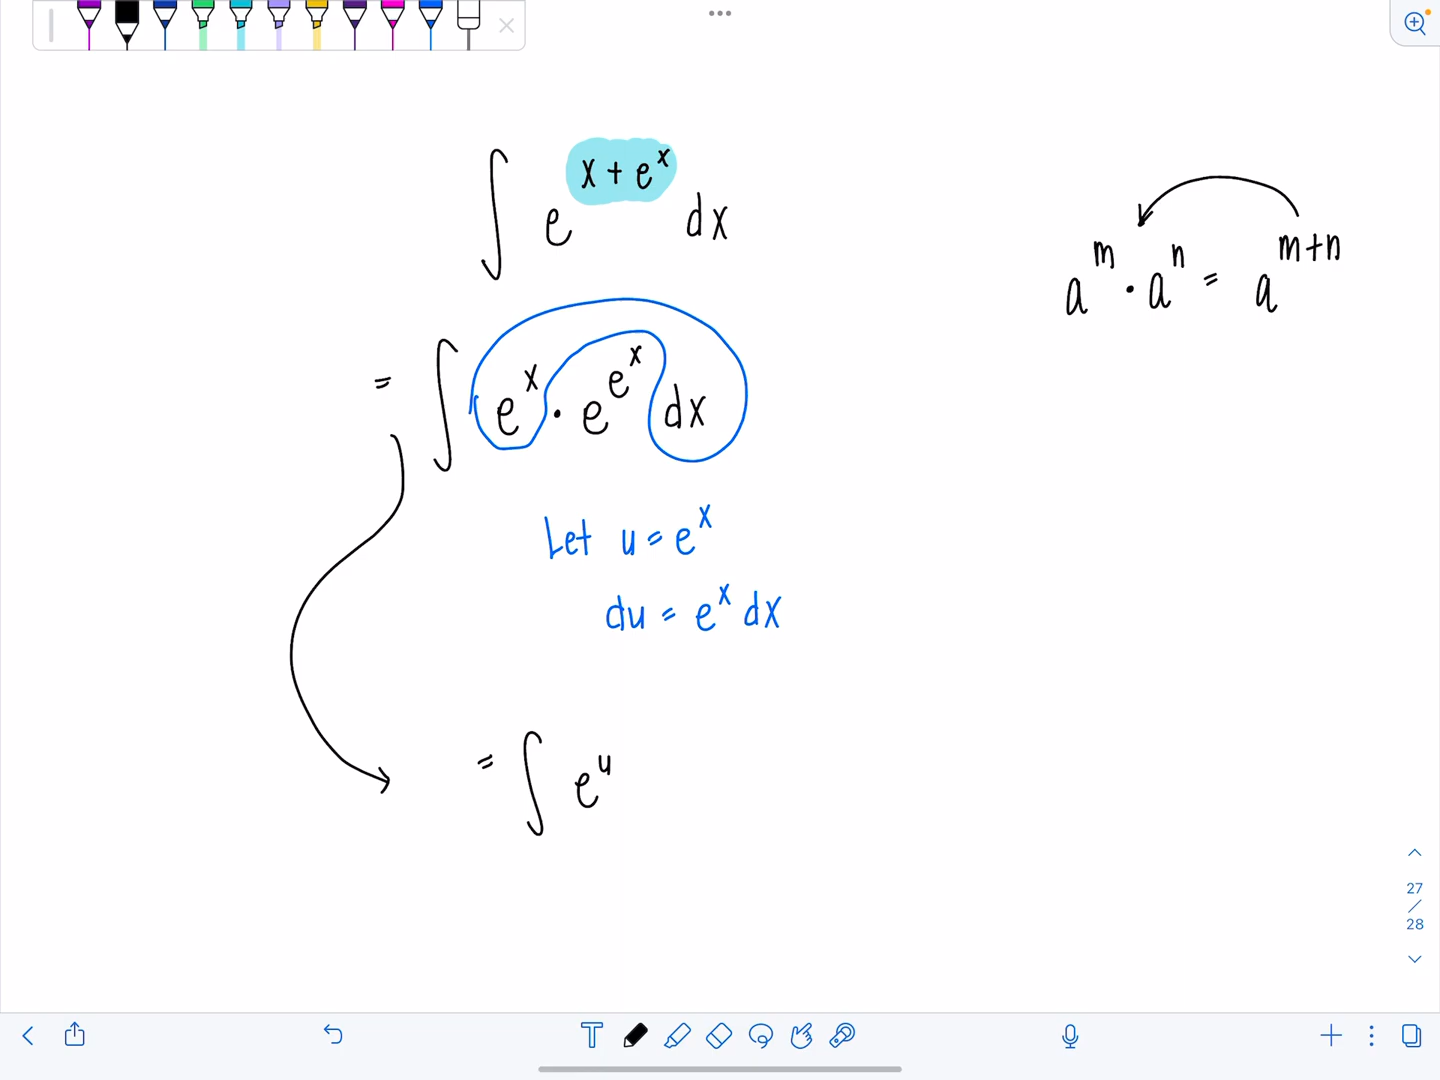 ∫ e^{x + e^x} dx
a^m · a^n = a^{m+n}
= ∫ e^x · e^{e^x} dx
Let u = e^x
du = e^x dx
= ∫ e^u
27
/
28
T